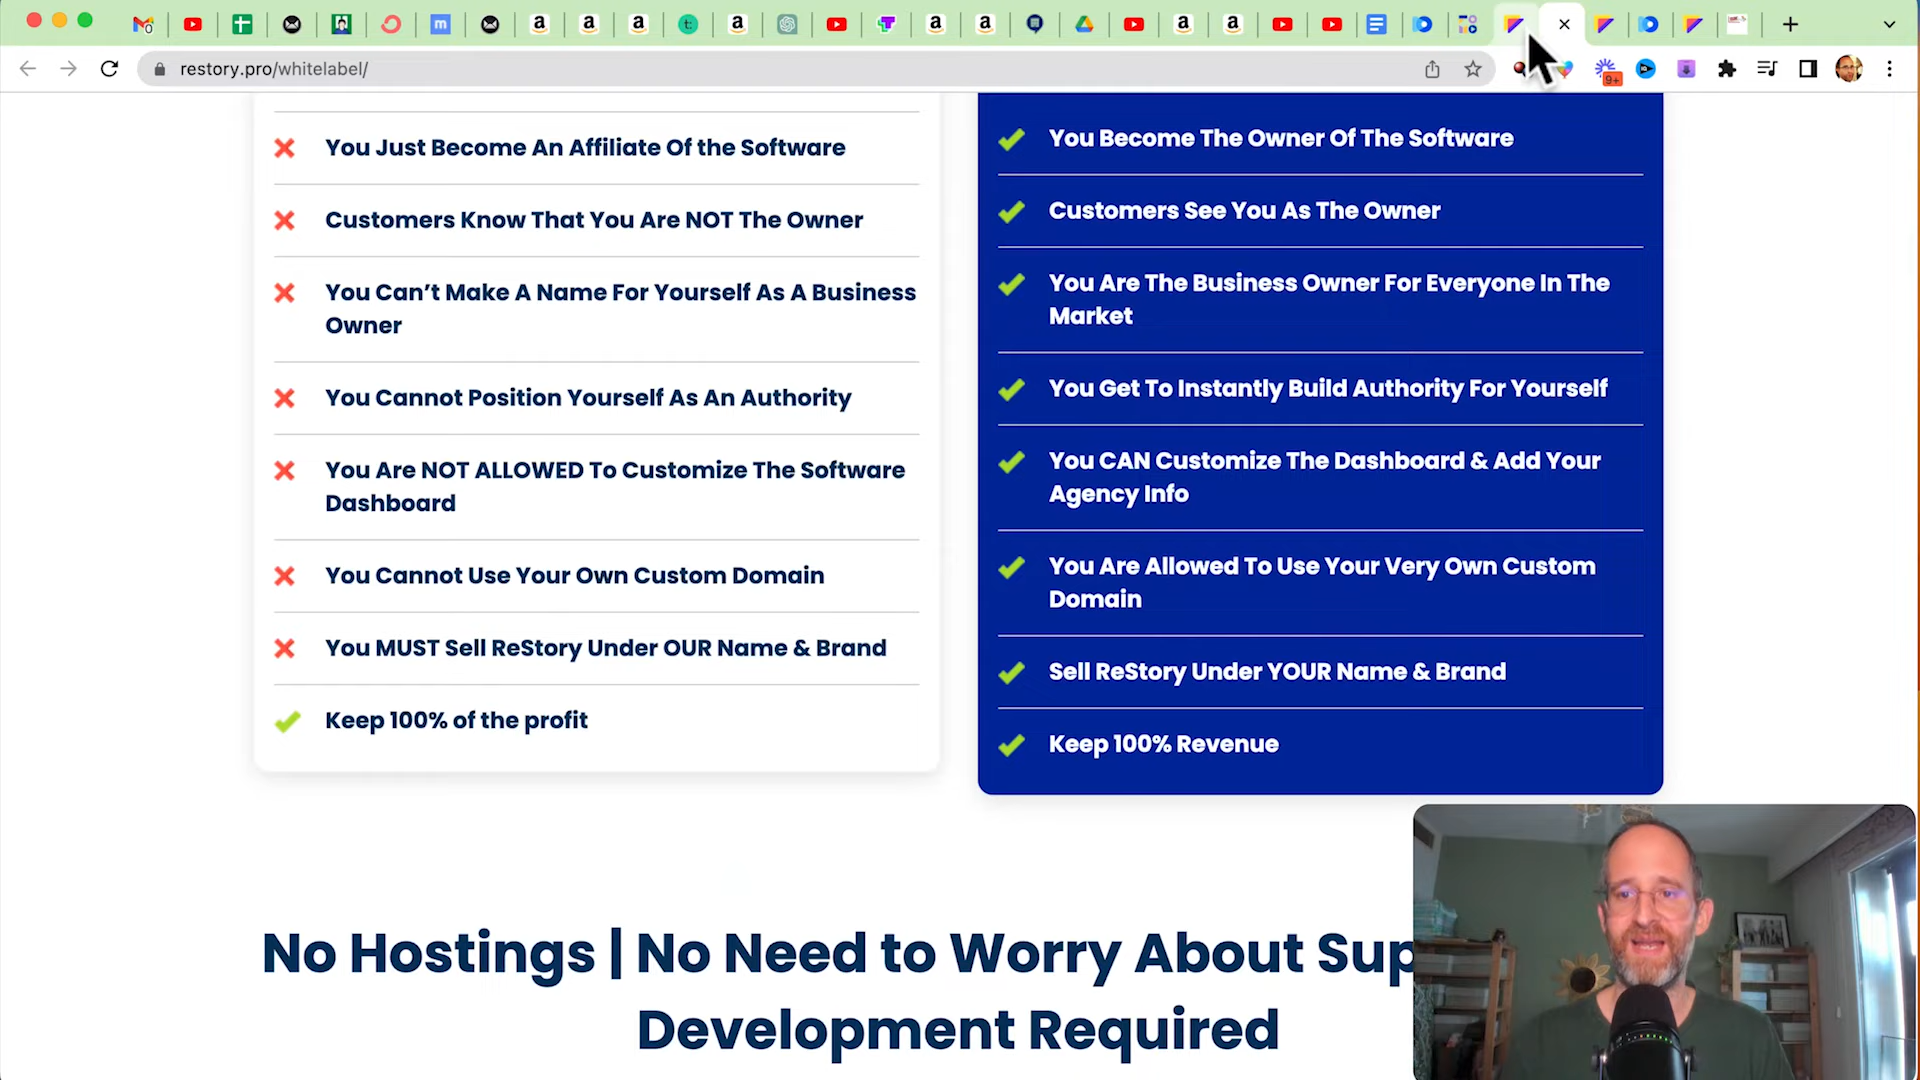 restory.pro/whitelabel/
9+
You Just Become An Affiliate Of the Software
Customers Know That You Are NOT The Owner
You Can't Make A Name For Yourself As A Business
Owner
You Cannot Position Yourself As An Authority
You Are NOT ALLOWED To Customize The Software
Dashboard
You Cannot Use Your Own Custom Domain
You MUST Sell ReStory Under OUR Name & Brand
Keep 100% of the profit
You Become The Owner Of The Software
Customers See You As The Owner
You Are The Business Owner For Everyone In The
Market
You Get To Instantly Build Authority For Yourself
You CAN Customize The Dashboard & Add Your
Agency Info
You Are Allowed To Use Your Very Own Custom
Domain
Sell ReStory Under YOUR Name & Brand
Keep 100% Revenue
No Hostings | No Need to Worry About Sup
Development Required